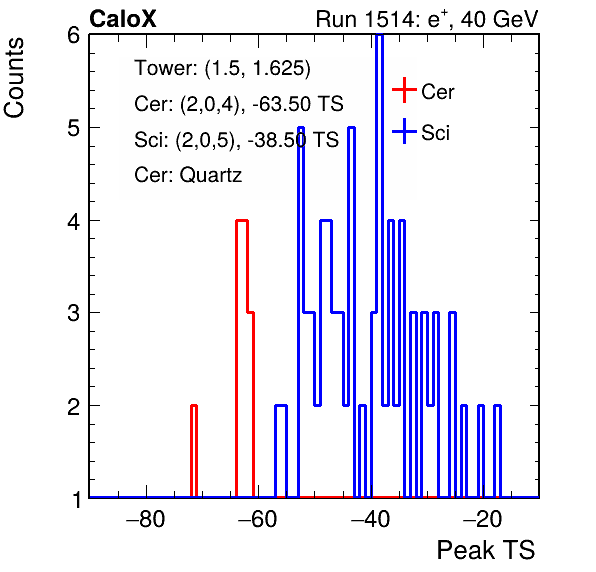 CaloX Run 1514: e⁺, 40 GeV
Counts
6
Tower: (1.5, 1.625)
Cer: (2,0,4), -63.50 TS
Cer
5
Sci: (2,0,5), -38.50 TS
Sci
Cer: Quartz
4
3
2
1
−80 −60 −40 −20
Peak TS